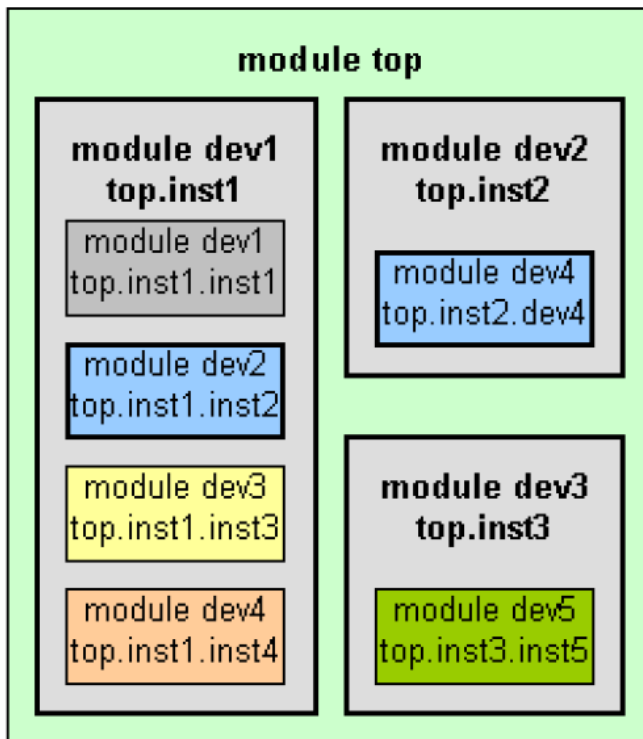 module top
module dev1
top.inst1
module dev1
top.inst1.inst1
module dev2
top.inst1.inst2
module dev3
top.inst1.inst3
module dev4
top.inst1.inst4
module dev2
top.inst2
module dev4
top.inst2.dev4
module dev3
top.inst3
module dev5
top.inst3.inst5